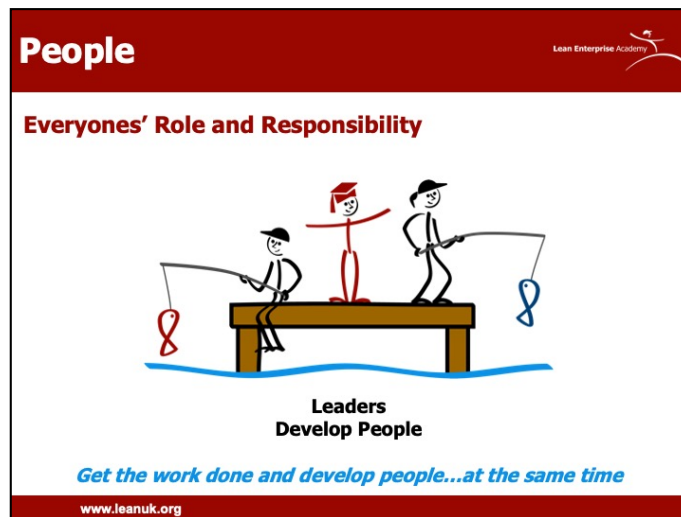 People
Lean Enterprise Academy
Everyones’ Role and Responsibility
Leaders
Develop People
Get the work done and develop people...at the same time
www.leanuk.org